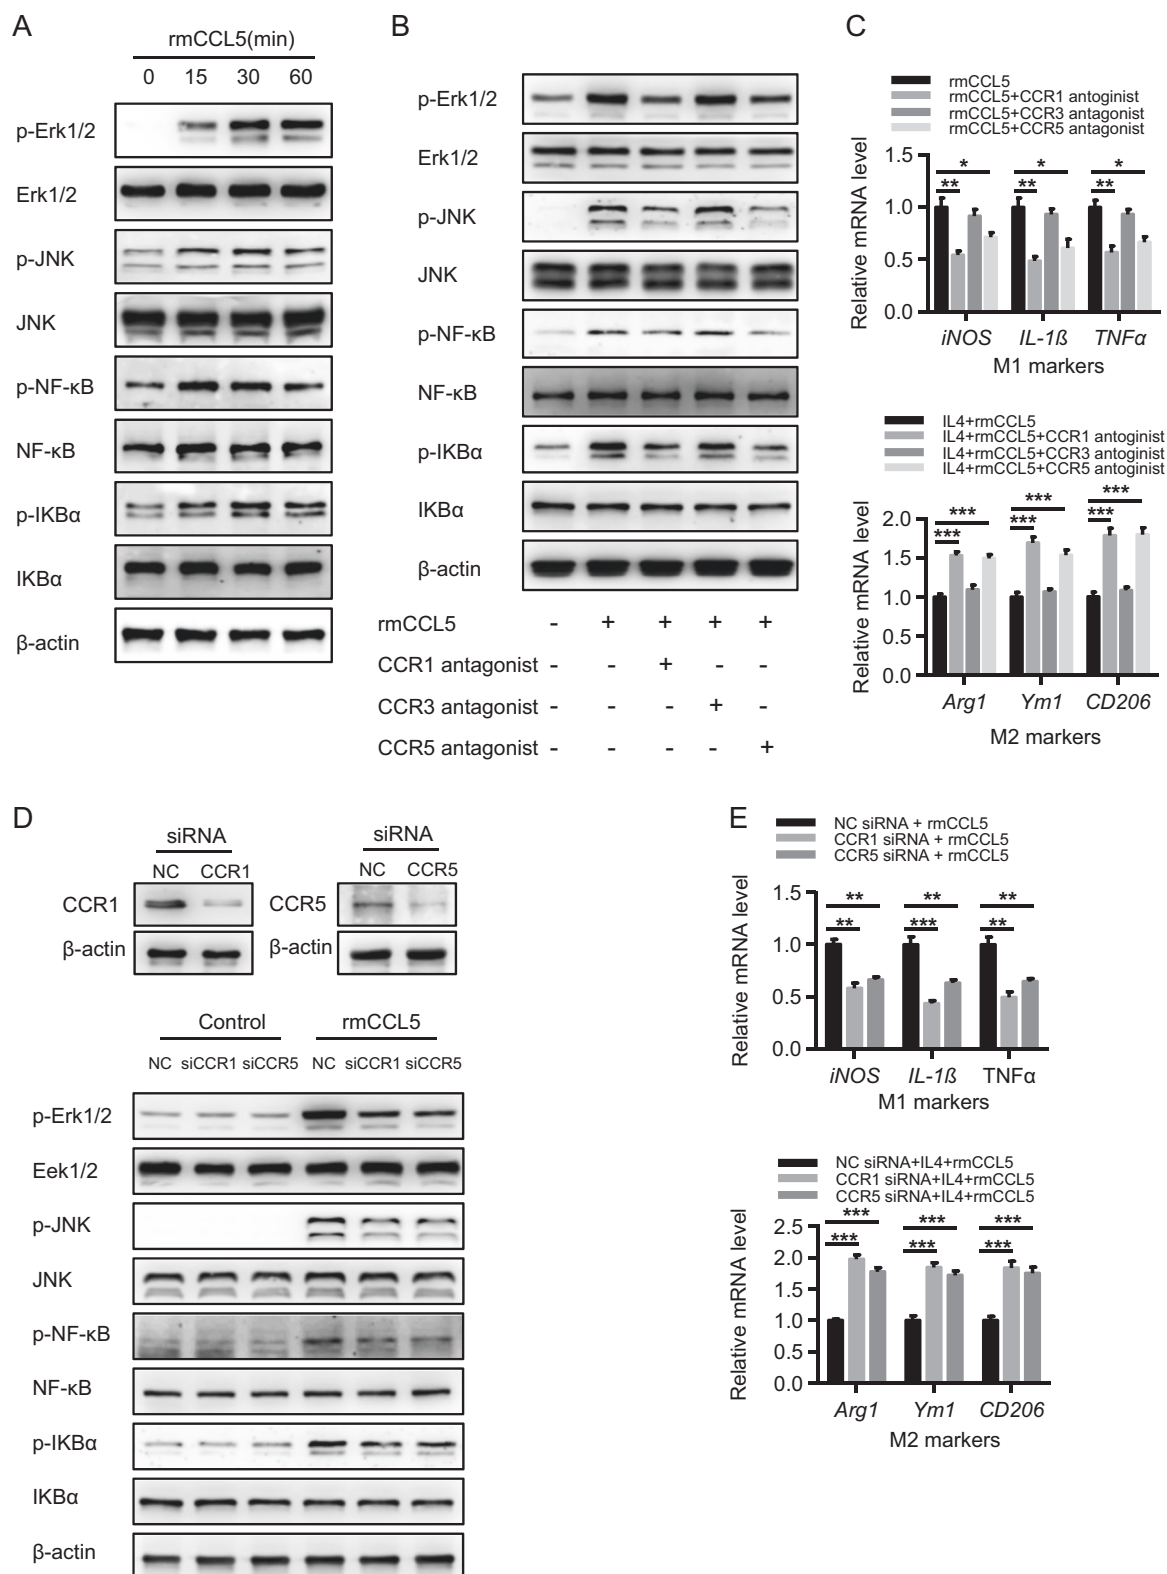 A
rmCCL5(min)
0 15 30 60
p-Erk1/2
Erk1/2
p-JNK
JNK
p-NF-κB
NF-κB
p-IKBα
IKBα
β-actin
B
p-Erk1/2
Erk1/2
p-JNK
JNK
p-NF-κB
NF-κB
p-IKBα
IKBα
β-actin
rmCCL5 - + + + +
CCR1 antagonist - - + - -
CCR3 antagonist - - - + -
CCR5 antagonist - - - - +
C
rmCCL5
rmCCL5+CCR1 antoginist
rmCCL5+CCR3 antagonist
rmCCL5+CCR5 antagonist
Relative mRNA level
1.5
1.0
0.5
0.0
* * *
** ** **
iNOS IL-1ß TNFα
M1 markers
IL4+rmCCL5
IL4+rmCCL5+CCR1 antoginist
IL4+rmCCL5+CCR3 antoginist
IL4+rmCCL5+CCR5 antoginist
Relative mRNA level
2.0
1.5
1.0
0.5
0.0
*** *** ***
*** *** ***
Arg1 Ym1 CD206
M2 markers
D
siRNA
NC CCR1
CCR1
β-actin
siRNA
NC CCR5
CCR5
β-actin
Control rmCCL5
NC siCCR1 siCCR5 NC siCCR1 siCCR5
p-Erk1/2
Eek1/2
p-JNK
JNK
p-NF-κB
NF-κB
p-IKBα
IKBα
β-actin
E
NC siRNA + rmCCL5
CCR1 siRNA + rmCCL5
CCR5 siRNA + rmCCL5
Relative mRNA level
1.5
1.0
0.5
0.0
** ** **
** *** **
iNOS IL-1ß TNFα
M1 markers
NC siRNA+IL4+rmCCL5
CCR1 siRNA+IL4+rmCCL5
CCR5 siRNA+IL4+rmCCL5
Relative mRNA level
2.5
2.0
1.5
1.0
0.5
0.0
*** *** ***
*** *** ***
Arg1 Ym1 CD206
M2 markers